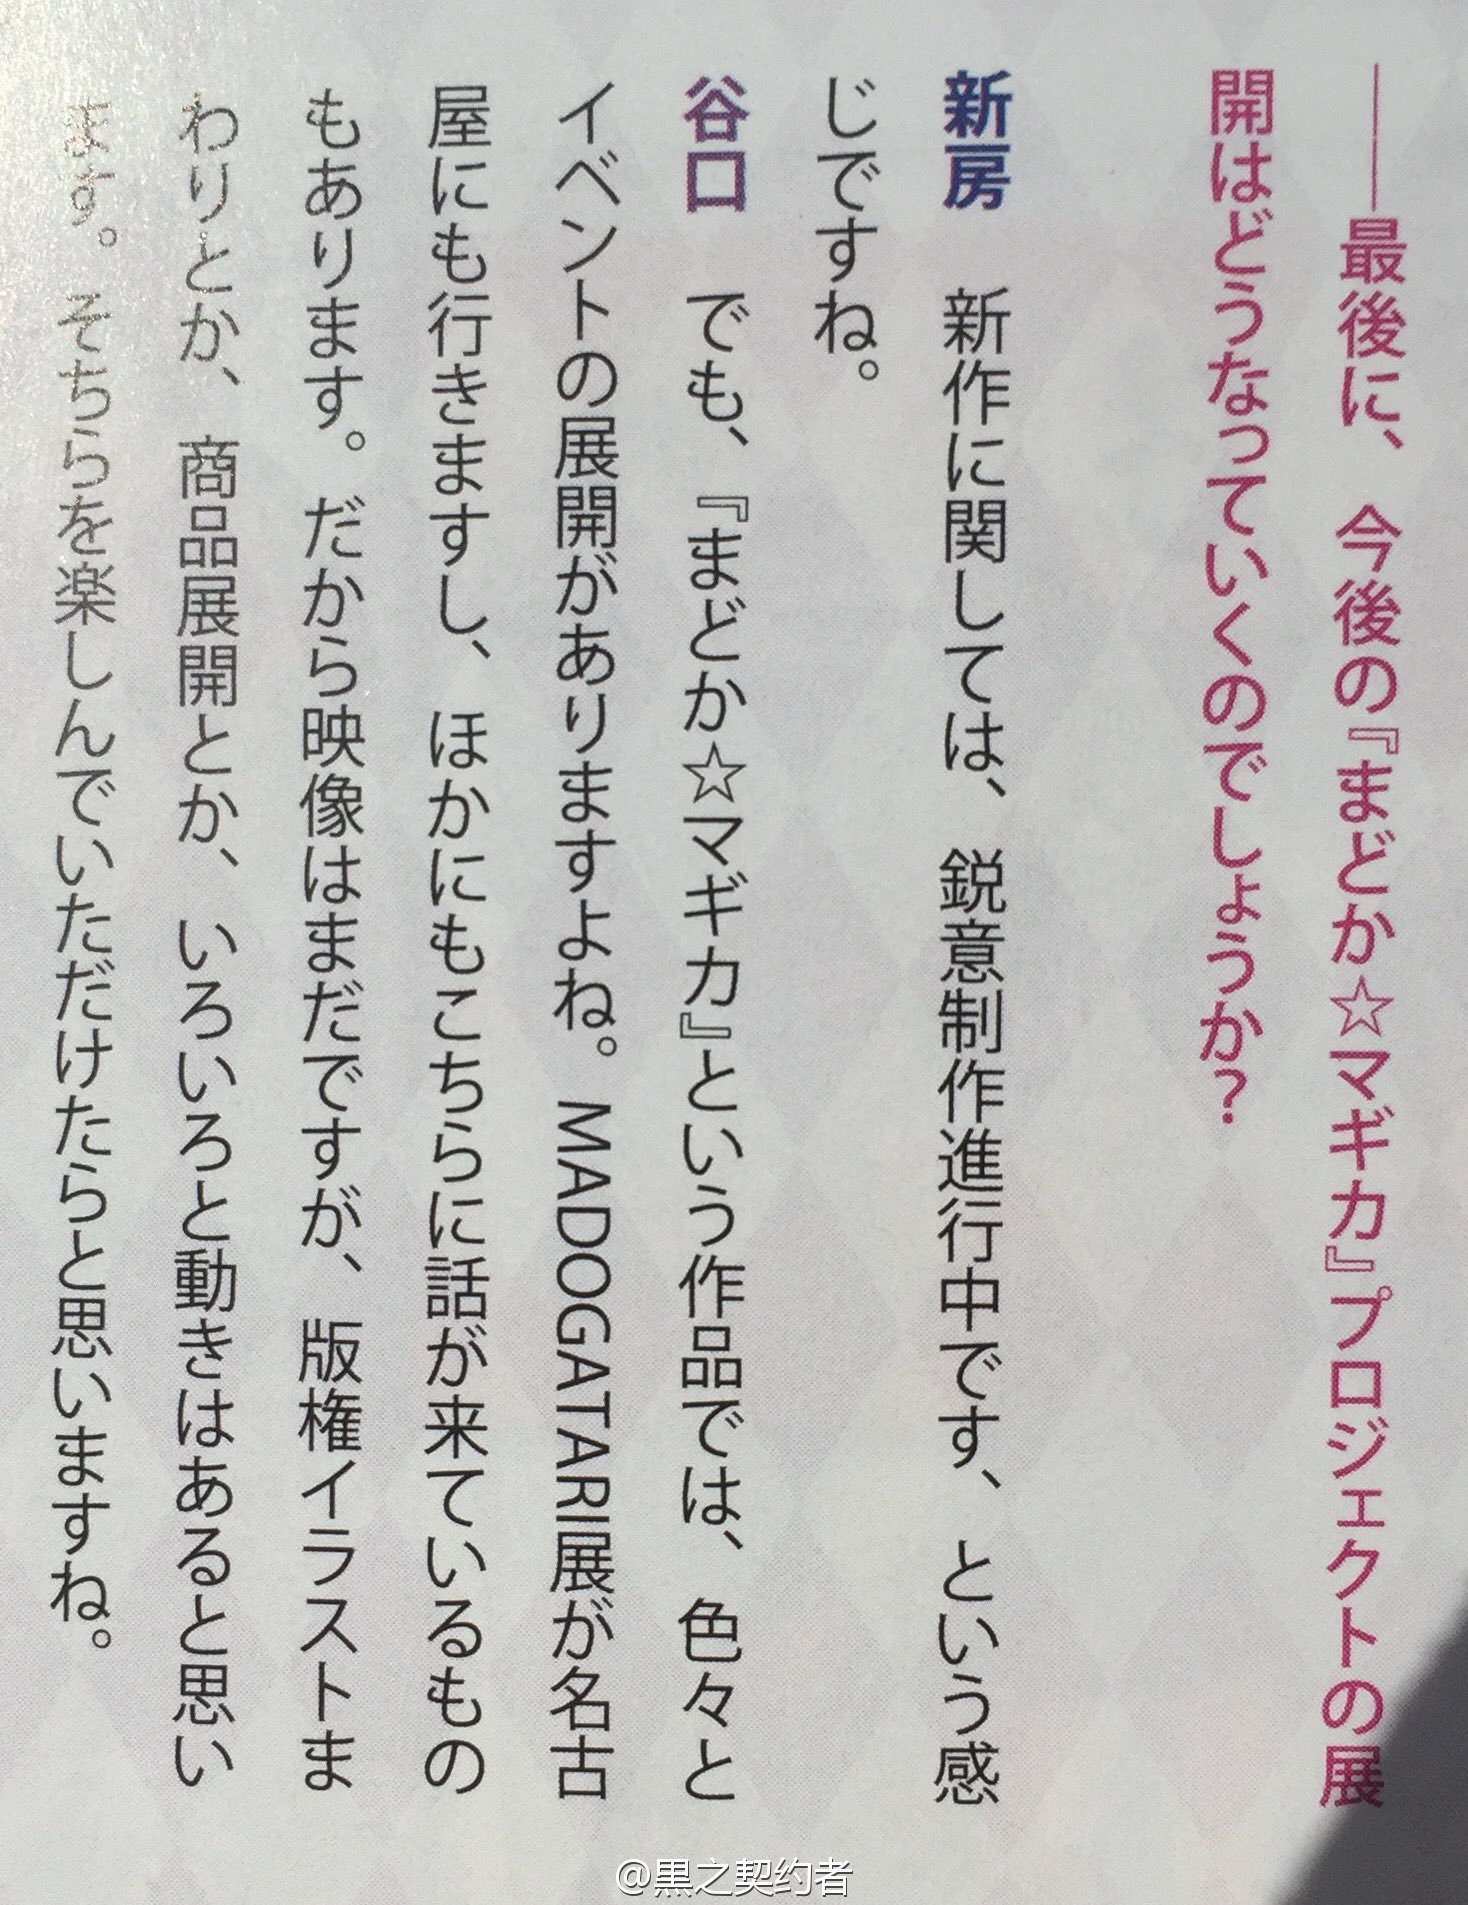 ――最後に、今後の『まどか☆マギカ』プロジェクトの展
開はどうなっていくのでしょうか？
新房　新作に関しては、鋭意制作進行中です、という感
じですね。
谷口　でも、『まどか☆マギカ』という作品では、色々と
イベントの展開がありますよね。MADOGATARI展が名古
屋にも行きますし、ほかにもこちらに話が来ているもの
もあります。だから映像はまだですが、版権イラストま
わりとか、商品展開とか、いろいろと動きはあると思い
ます。そちらを楽しんでいただけたらと思いますね。
@黒之契约者